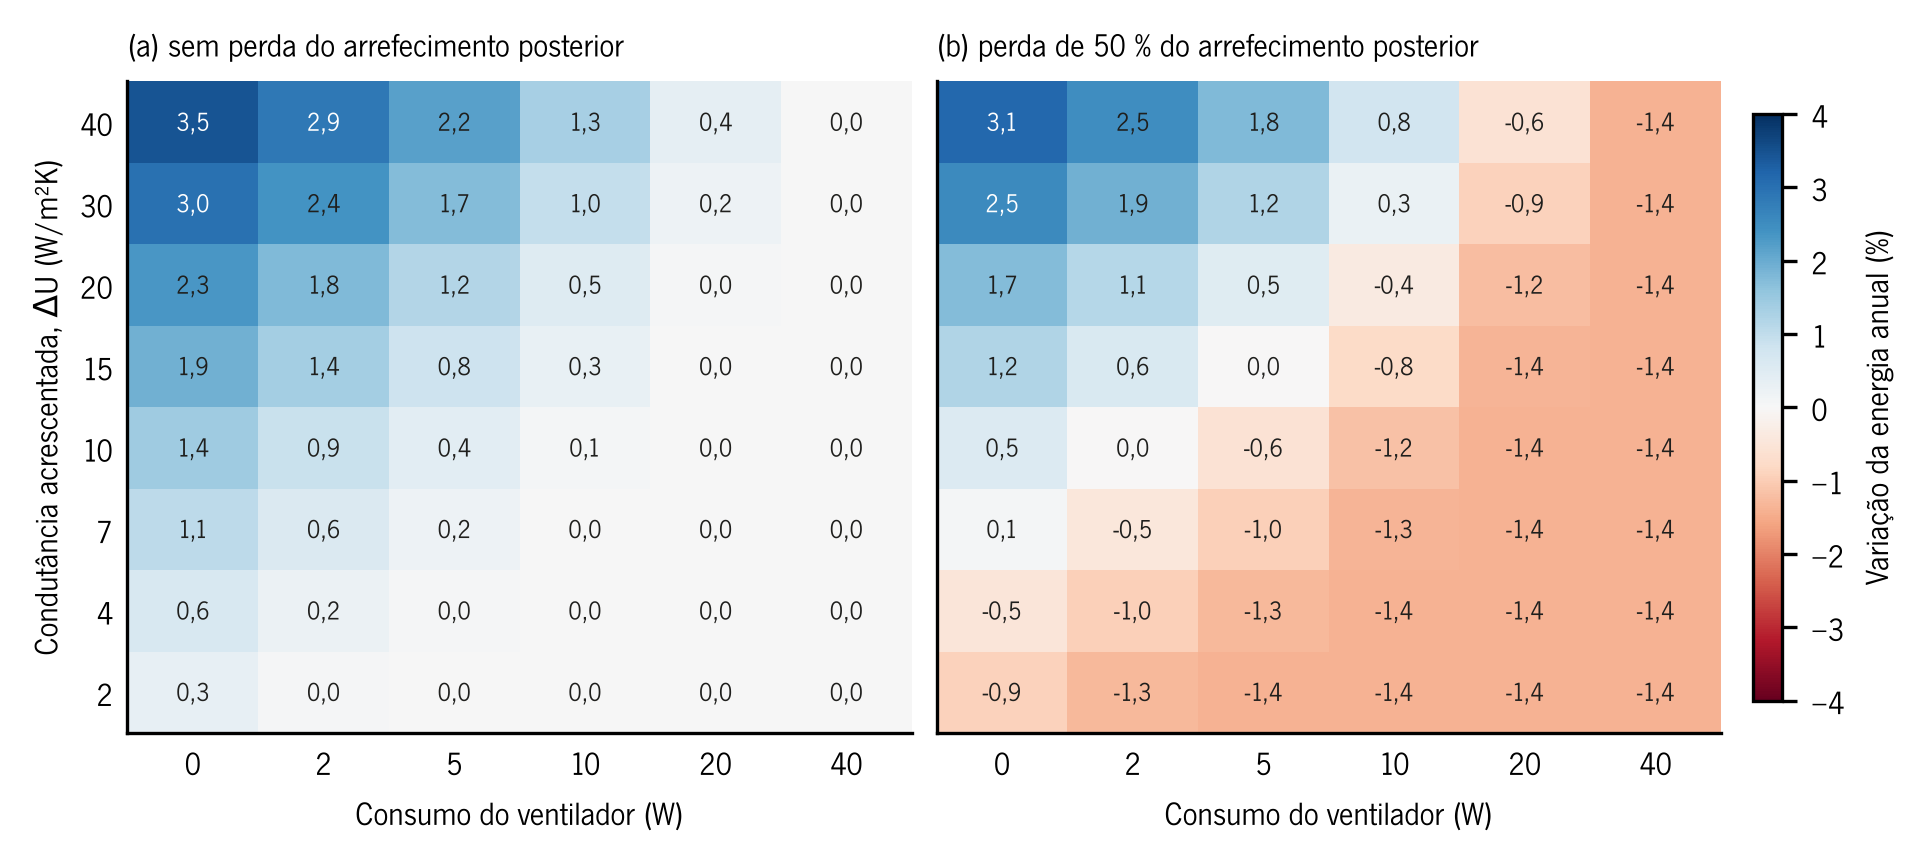 (a) sem perda do arrefecimento posterior
(b) perda de 50 % do arrefecimento posterior
Condutância acrescentada, ΔU (W/m²K)
40 3,5 2,9 2,2 1,3 0,4 0,0
30 3,0 2,4 1,7 1,0 0,2 0,0
20 2,3 1,8 1,2 0,5 0,0 0,0
15 1,9 1,4 0,8 0,3 0,0 0,0
10 1,4 0,9 0,4 0,1 0,0 0,0
7 1,1 0,6 0,2 0,0 0,0 0,0
4 0,6 0,2 0,0 0,0 0,0 0,0
2 0,3 0,0 0,0 0,0 0,0 0,0
0 2 5 10 20 40
Consumo do ventilador (W)
3,1 2,5 1,8 0,8 -0,6 -1,4
2,5 1,9 1,2 0,3 -0,9 -1,4
1,7 1,1 0,5 -0,4 -1,2 -1,4
1,2 0,6 0,0 -0,8 -1,4 -1,4
0,5 0,0 -0,6 -1,2 -1,4 -1,4
0,1 -0,5 -1,0 -1,3 -1,4 -1,4
-0,5 -1,0 -1,3 -1,4 -1,4 -1,4
-0,9 -1,3 -1,4 -1,4 -1,4 -1,4
0 2 5 10 20 40
Consumo do ventilador (W)
4
3
2
1
0
−1
−2
−3
−4
Variação da energia anual (%)